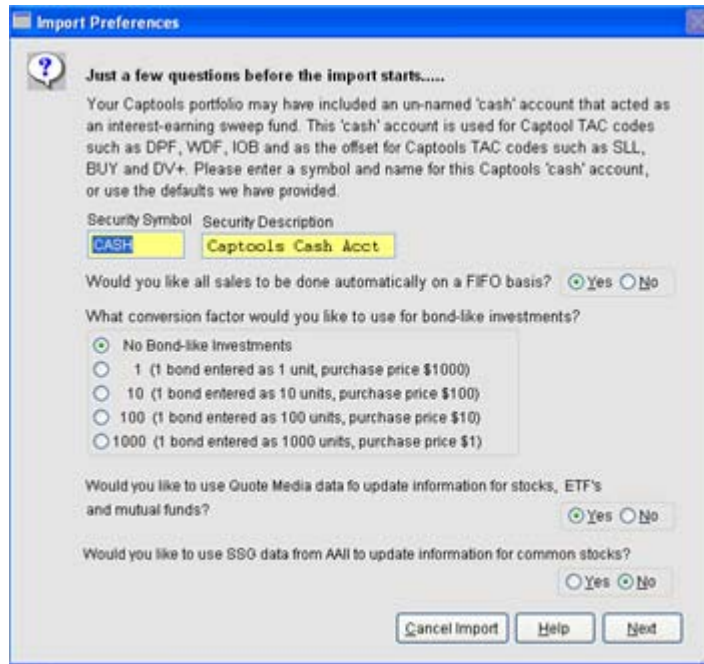 Import Preferences
Just a few questions before the import starts.....
Your Captools portfolio may have included an un-named 'cash' account that acted as
an interest-earning sweep fund. This 'cash' account is used for Captool TAC codes
such as DPF, WDF, IOB and as the offset for Captools TAC codes such as SLL,
BUY and DV+. Please enter a symbol and name for this Captools 'cash' account,
or use the defaults we have provided.
Security Symbol Security Description
CASH Captools Cash Acct
Would you like all sales to be done automatically on a FIFO basis? Yes No
What conversion factor would you like to use for bond-like investments?
No Bond-like Investments
1 (1 bond entered as 1 unit, purchase price $1000)
10 (1 bond entered as 10 units, purchase price $100)
100 (1 bond entered as 100 units, purchase price $10)
1000 (1 bond entered as 1000 units, purchase price $1)
Would you like to use Quote Media data fo update information for stocks, ETF's
and mutual funds? Yes No
Would you like to use SSG data from AAII to update information for common stocks?
Yes No
Cancel Import Help Next